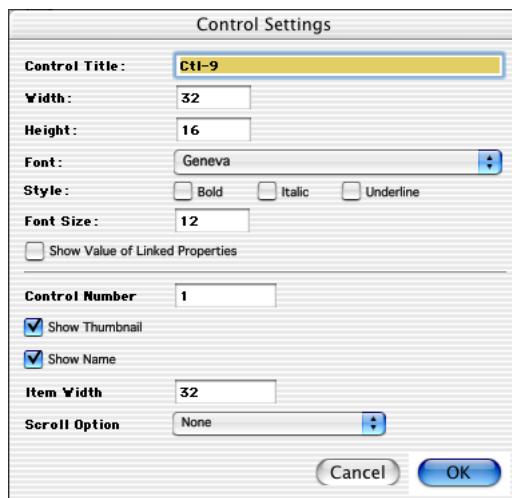 Control Settings
Control Title: Ctl-9
Width: 32
Height: 16
Font: Geneva
Style: Bold Italic Underline
Font Size: 12
Show Value of Linked Properties
Control Number 1
Show Thumbnail
Show Name
Item Width 32
Scroll Option None
Cancel OK